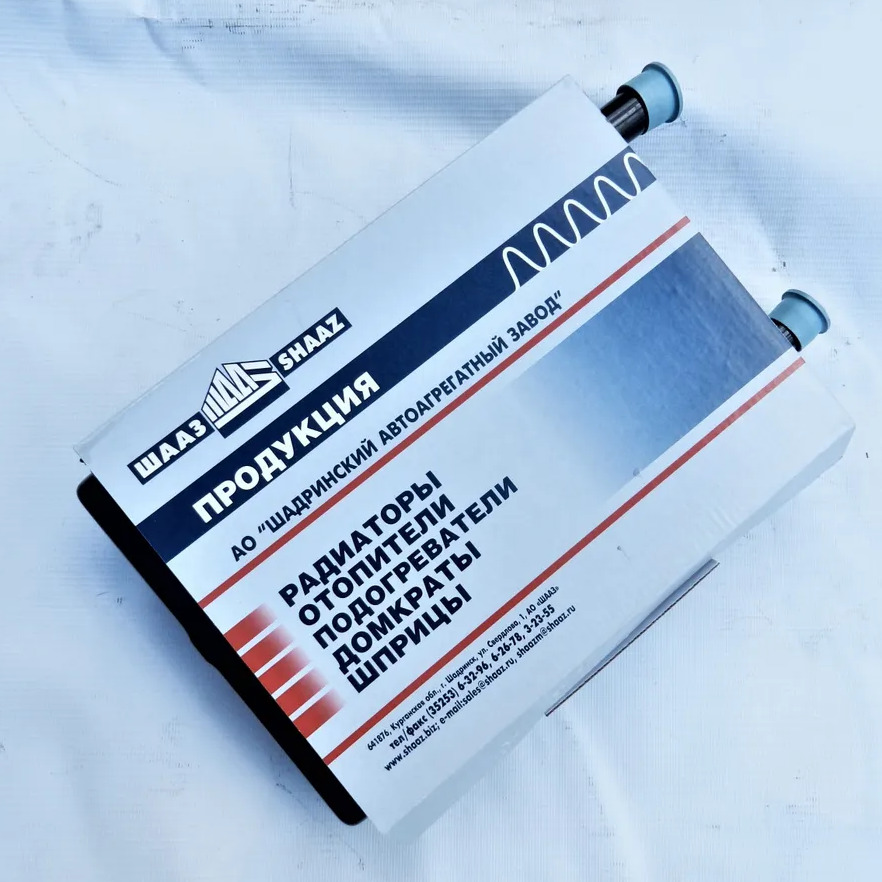 ШААЗ SHAAZ
ПРОДУКЦИЯ
АО "ШАДРИНСКИЙ АВТОАГРЕГАТНЫЙ ЗАВОД"
РАДИАТОРЫ
ОТОПИТЕЛИ
ПОДОГРЕВАТЕЛИ
ДОМКРАТЫ
ШПРИЦЫ
641876, Курганская обл., г. Шадринск, ул. Свердлова, 1, АО «ШААЗ»
тел/факс (35253) 6-32-96, 6-26-78, 3-23-55
www.shaaz.biz; e-mail:sales@shaaz.ru, shaazm@shaaz.ru